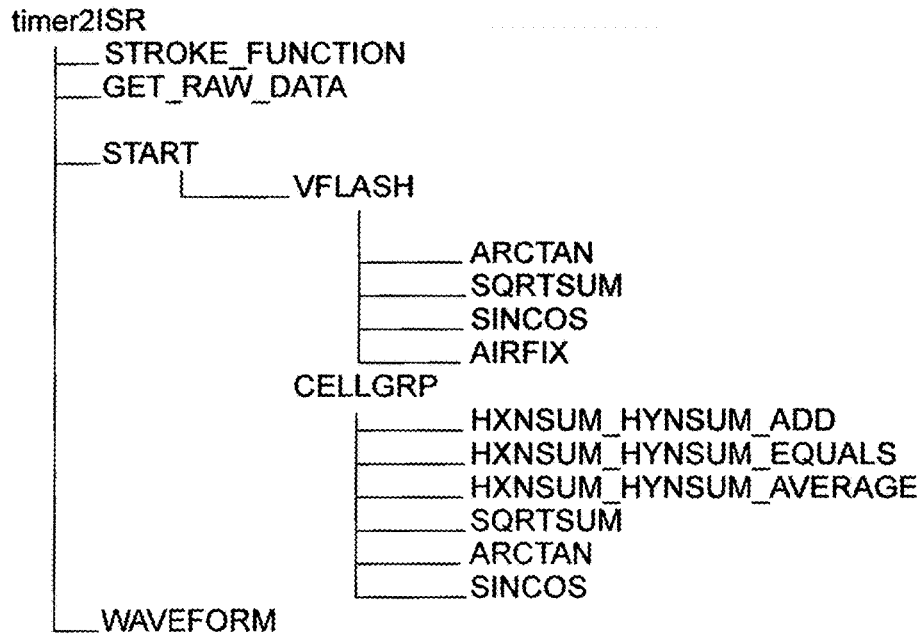 timer2ISR
STROKE_FUNCTION
GET_RAW_DATA
START
VFLASH
ARCTAN
SQRTSUM
SINCOS
AIRFIX
CELLGRP
HXNSUM_HYNSUM_ADD
HXNSUM_HYNSUM_EQUALS
HXNSUM_HYNSUM_AVERAGE
SQRTSUM
ARCTAN
SINCOS
WAVEFORM